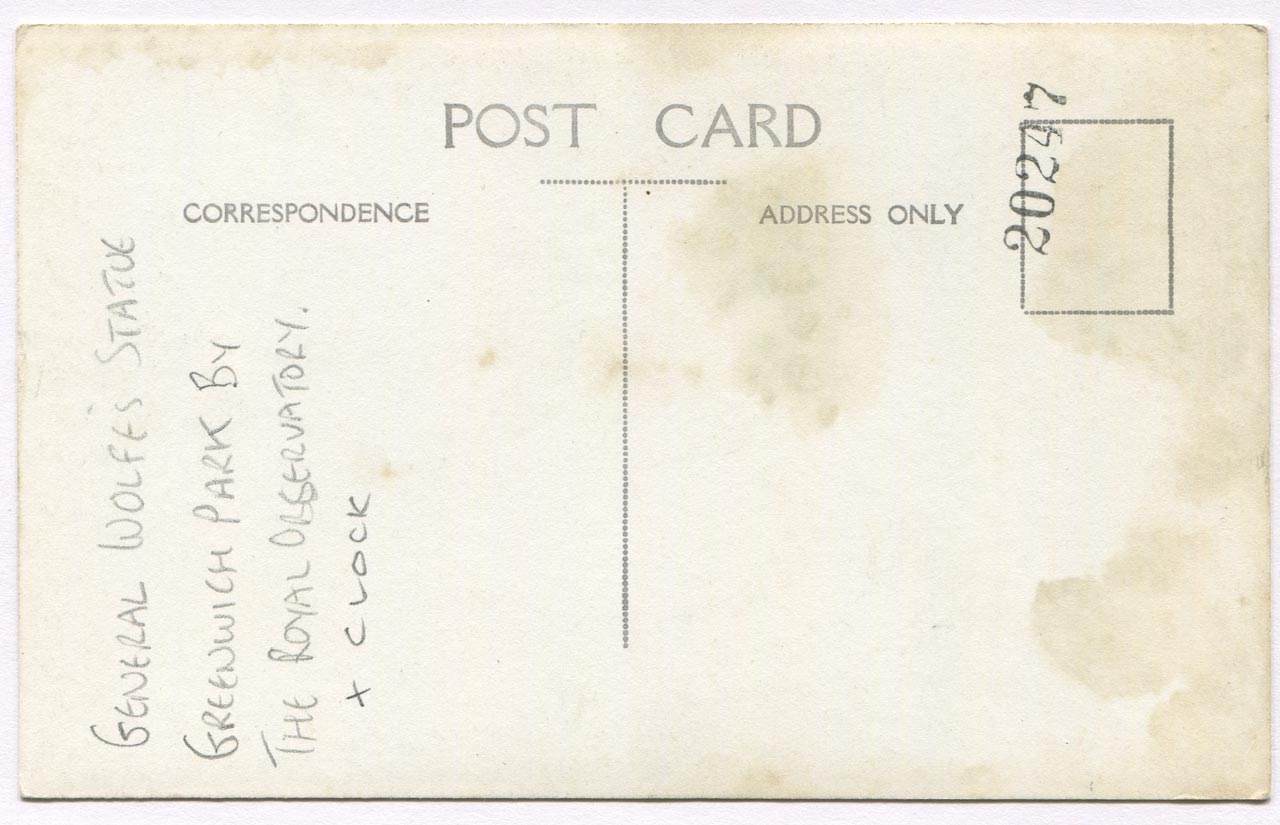 POST CARD
CORRESPONDENCE
ADDRESS ONLY
20247
GENERAL WOLFE'S STATUE
GREENWICH PARK BY
THE ROYAL OBSERVATORY.
+ CLOCK